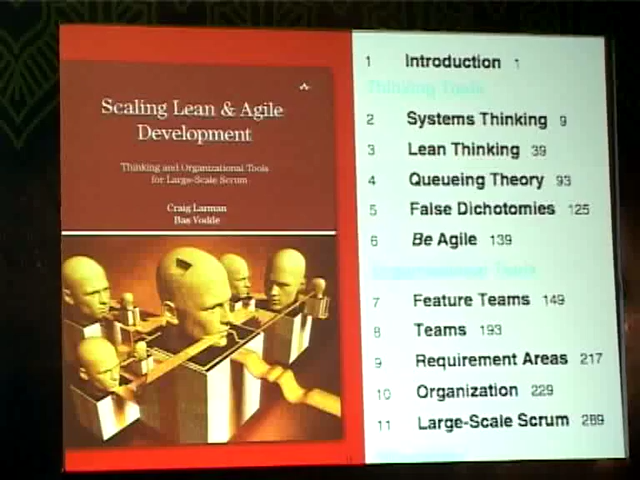 Scaling Lean & Agile
Development
Thinking and Organizational Tools
for Large-Scale Scrum
Craig Larman
Bas Vodde
1 Introduction 1
Thinking Tools
2 Systems Thinking 9
3 Lean Thinking 39
4 Queueing Theory 93
5 False Dichotomies 125
6 Be Agile 139
Organizational Tools
7 Feature Teams 149
8 Teams 193
9 Requirement Areas 217
10 Organization 229
11 Large-Scale Scrum 289